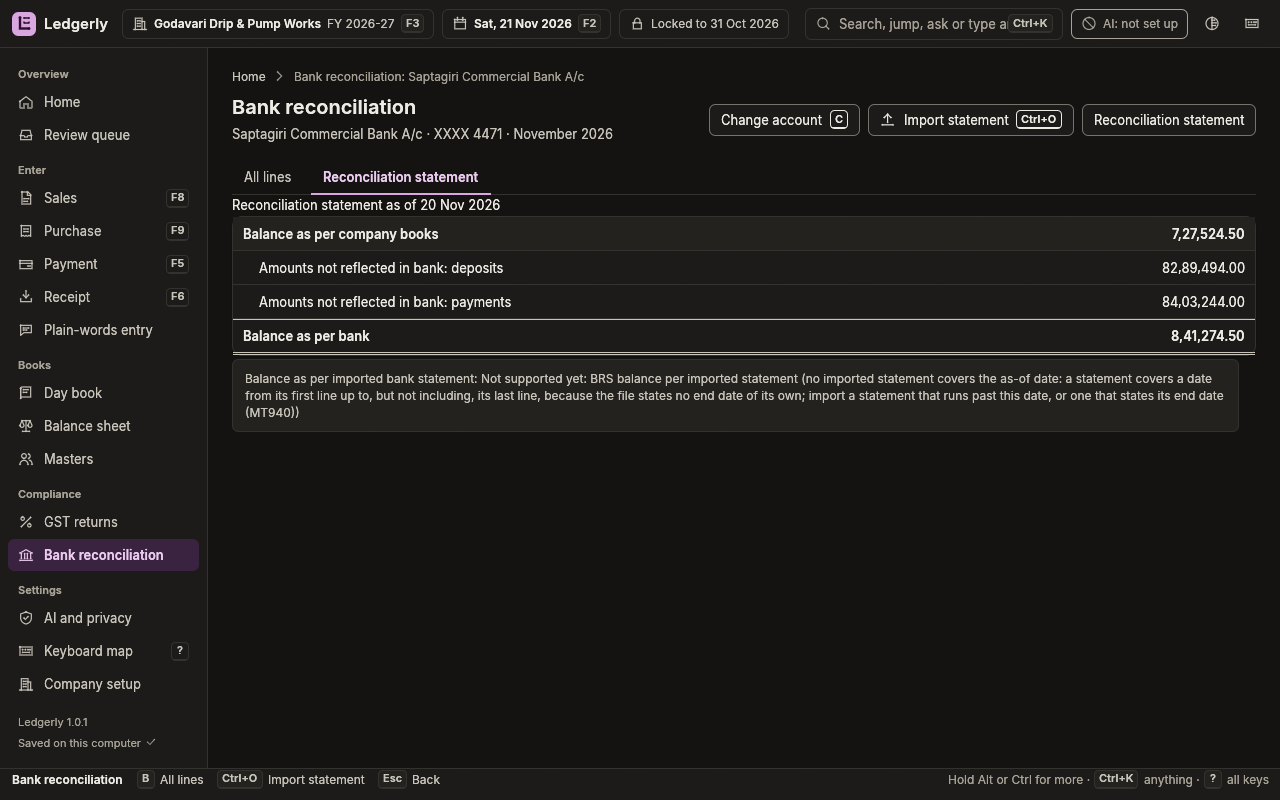 Ledgerly
Godavari Drip & Pump Works FY 2026-27 F3
Sat, 21 Nov 2026 F2
Locked to 31 Oct 2026
Search, jump, ask or type a Ctrl+K
AI: not set up
Overview
Home
Review queue
Enter
Sales F8
Purchase F9
Payment F5
Receipt F6
Plain-words entry
Books
Day book
Balance sheet
Masters
Compliance
GST returns
Bank reconciliation
Settings
AI and privacy
Keyboard map ?
Company setup
Ledgerly 1.0.1
Saved on this computer
Home Bank reconciliation: Saptagiri Commercial Bank A/c
Bank reconciliation
Saptagiri Commercial Bank A/c · XXXX 4471 · November 2026
Change account C
Import statement Ctrl+O
Reconciliation statement
All lines Reconciliation statement
Reconciliation statement as of 20 Nov 2026
Balance as per company books 7,27,524.50
Amounts not reflected in bank: deposits 82,89,494.00
Amounts not reflected in bank: payments 84,03,244.00
Balance as per bank 8,41,274.50
Balance as per imported bank statement: Not supported yet: BRS balance per imported statement (no imported statement covers the as-of date: a statement covers a date
from its first line up to, but not including, its last line, because the file states no end date of its own; import a statement that runs past this date, or one that states its end date
(MT940))
Bank reconciliation B All lines Ctrl+O Import statement Esc Back
Hold Alt or Ctrl for more · Ctrl+K anything · ? all keys